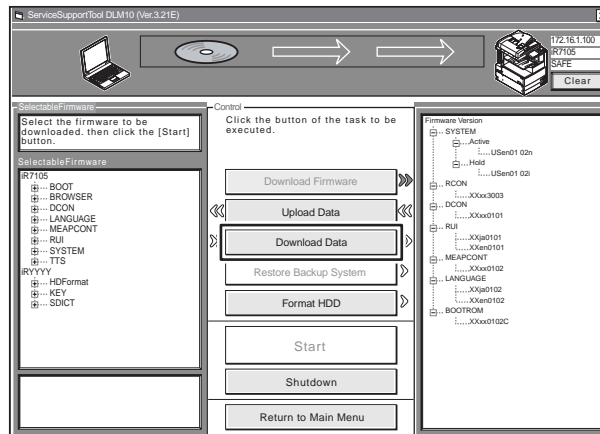 ServiceSupportTool DLM10 (Ver.3.21E)
172.16.1.100
iR7105
SAFE
Clear
SelectableFirmware
Select the firmware to be
downloaded. then click the [Start]
button.
SelectableFirmware
iR7105
BOOT
BROWSER
DCON
LANGUAGE
MEAPCONT
RUI
SYSTEM
TTS
iRYYYY
HDFormat
KEY
SDICT
Control
Click the button of the task to be
executed.
Download Firmware
Upload Data
Download Data
Restore Backup System
Format HDD
Start
Shutdown
Return to Main Menu
Firmware Version
SYSTEM
Active
USen01 02n
Hold
USen01 02i
RCON
XXxx3003
DCON
XXxx0101
RUI
XXja0101
XXen0101
MEAPCONT
XXxx0102
LANGUAGE
XXja0102
XXen0102
BOOTROM
XXxx0102C